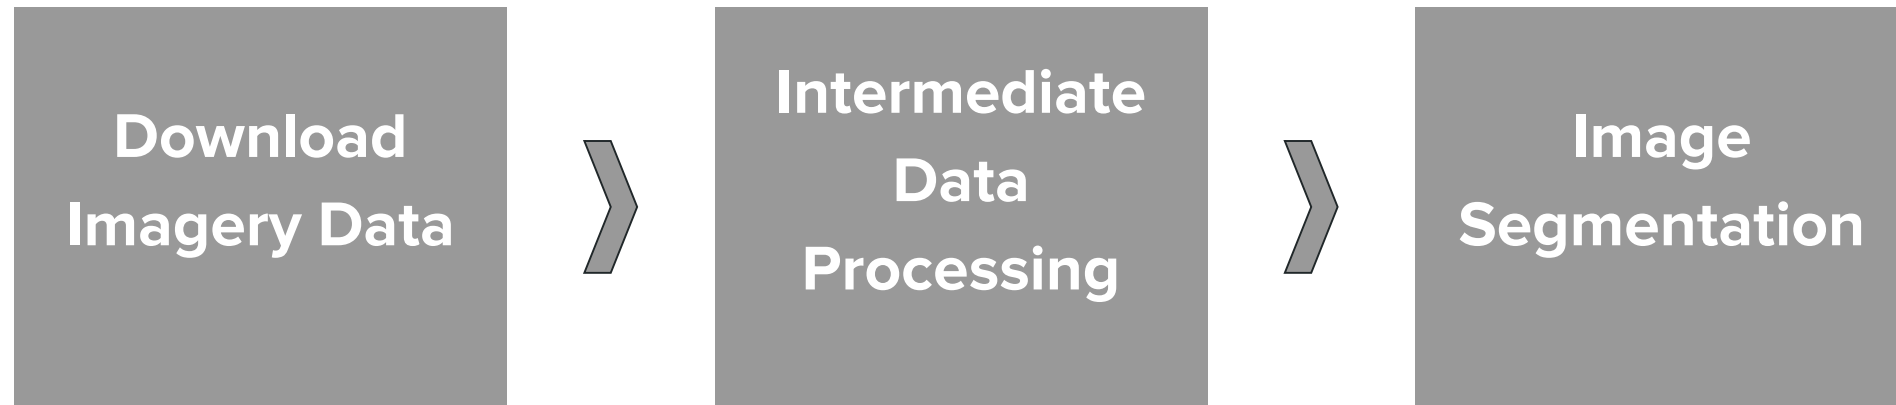 Download
Imagery Data
Intermediate
Data
Processing
Image
Segmentation